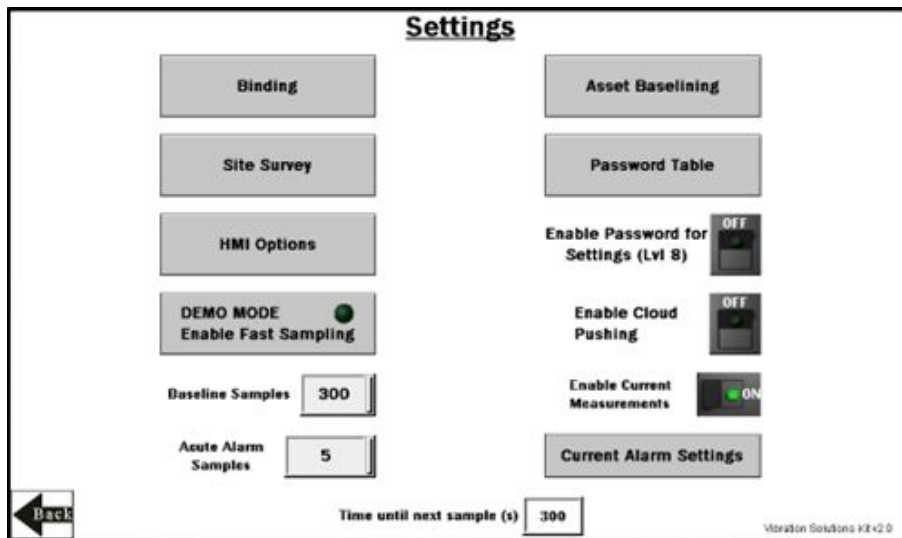 Settings
Binding
Asset Baselining
Site Survey
Password Table
HMI Options
Enable Password for
Settings (Lvl 8)
OFF
DEMO MODE
Enable Fast Sampling
Enable Cloud
Pushing
OFF
Baseline Samples
300
Enable Current
Measurements
ON
Acute Alarm
Samples
5
Current Alarm Settings
Back
Time until next sample (s)
300
Vibration Solutions Kit v2.0